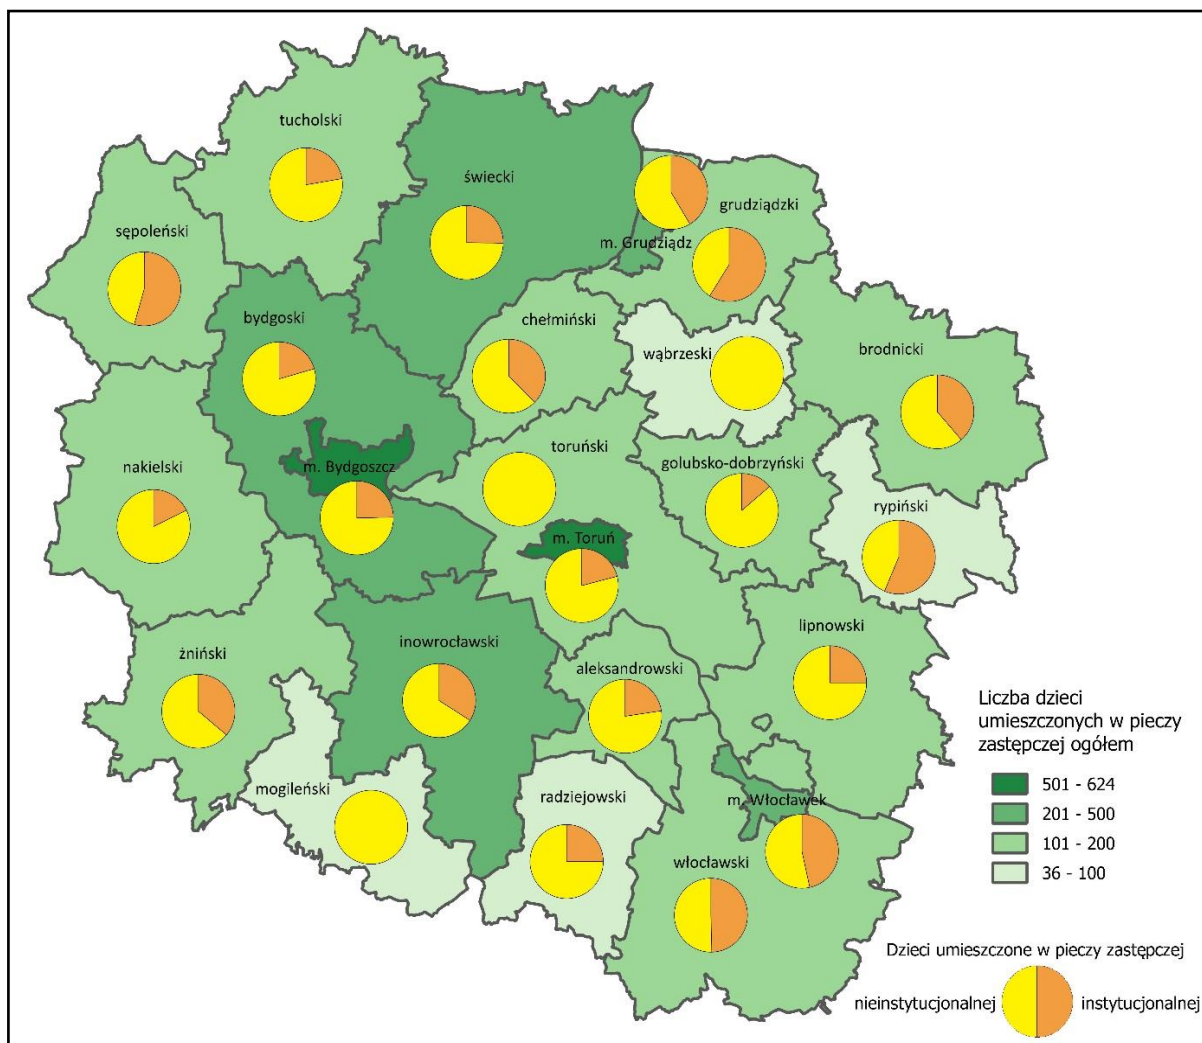 tucholski
świecki
grudziądzki
m. Grudziądz
sępoleński
bydgoski
chełmiński
wąbrzeski
brodnicki
m. Bydgoszcz
toruński
golubsko-dobrzyński
nakielski
rypiński
m. Toruń
lipnowski
inowrocławski
aleksandrowski
żniński
mogileński
radziejowski
m. Włocławek
włocławski
Liczba dzieci
umieszczonych w pieczy
zastępczej ogółem
501 - 624
201 - 500
101 - 200
36 - 100
Dzieci umieszczone w pieczy zastępczej
nieinstytucjonalnej
instytucjonalnej